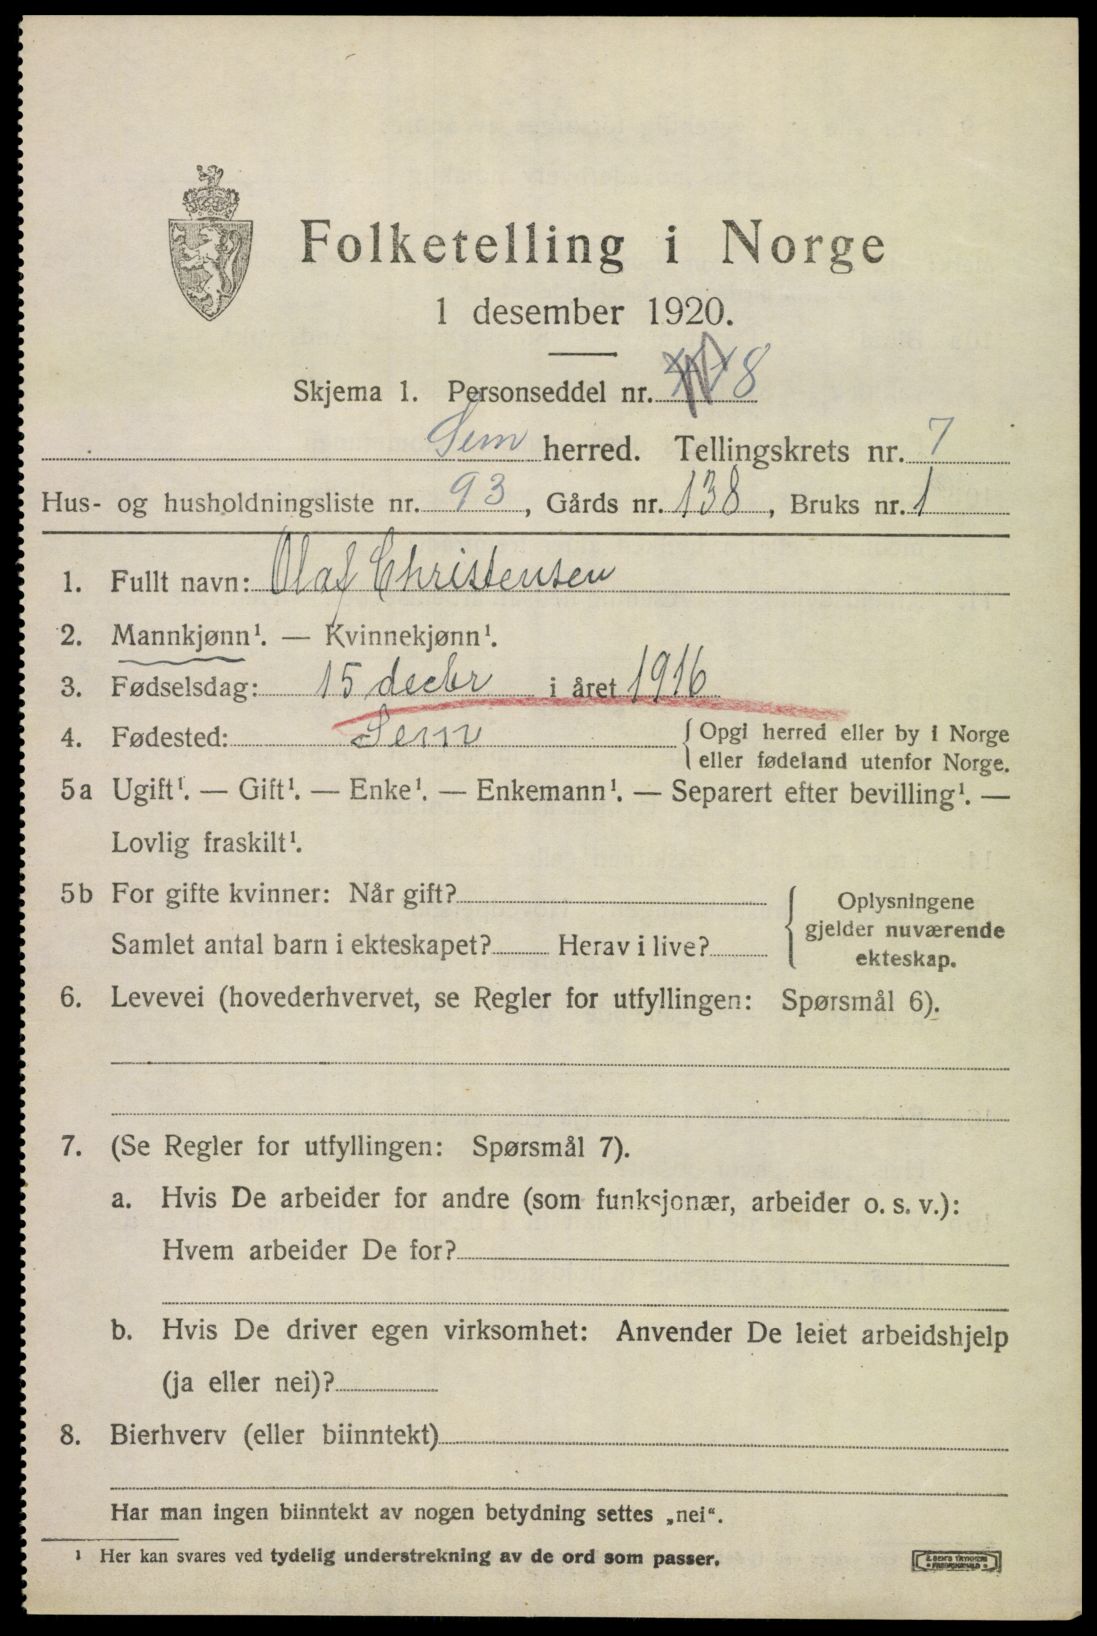 Folketelling i Norge
1 desember 1920.
Skjema 1. Personseddel nr. 8
Sem herred. Tellingskrets nr. 7
Hus- og husholdningsliste nr. 93, Gårds nr. 138, Bruks nr. 1
1. Fullt navn: Olaf Christensen
2. Mannkjønn¹. — Kvinnekjønn¹.
3. Fødselsdag: 15 decbr i året 1916
4. Fødested: Sem {Opgi herred eller by i Norge
eller fødeland utenfor Norge.
5a Ugift¹. — Gift¹. — Enke¹. — Enkemann¹. — Separert efter bevilling¹. —
Lovlig fraskilt¹.
5b For gifte kvinner: Når gift? { Oplysningene
gjelder nuværende
Samlet antal barn i ekteskapet? Herav i live?
ekteskap.
6. Levevei (hovederhvervet, se Regler for utfyllingen: Spørsmål 6).
7. (Se Regler for utfyllingen: Spørsmål 7).
a. Hvis De arbeider for andre (som funksjonær, arbeider o. s. v.):
Hvem arbeider De for?
b. Hvis De driver egen virksomhet: Anvender De leiet arbeidshjelp
(ja eller nei)?
8. Bierhverv (eller biinntekt)
Har man ingen biinntekt av nogen betydning settes „nei“.
¹ Her kan svares ved tydelig understrekning av de ord som passer.